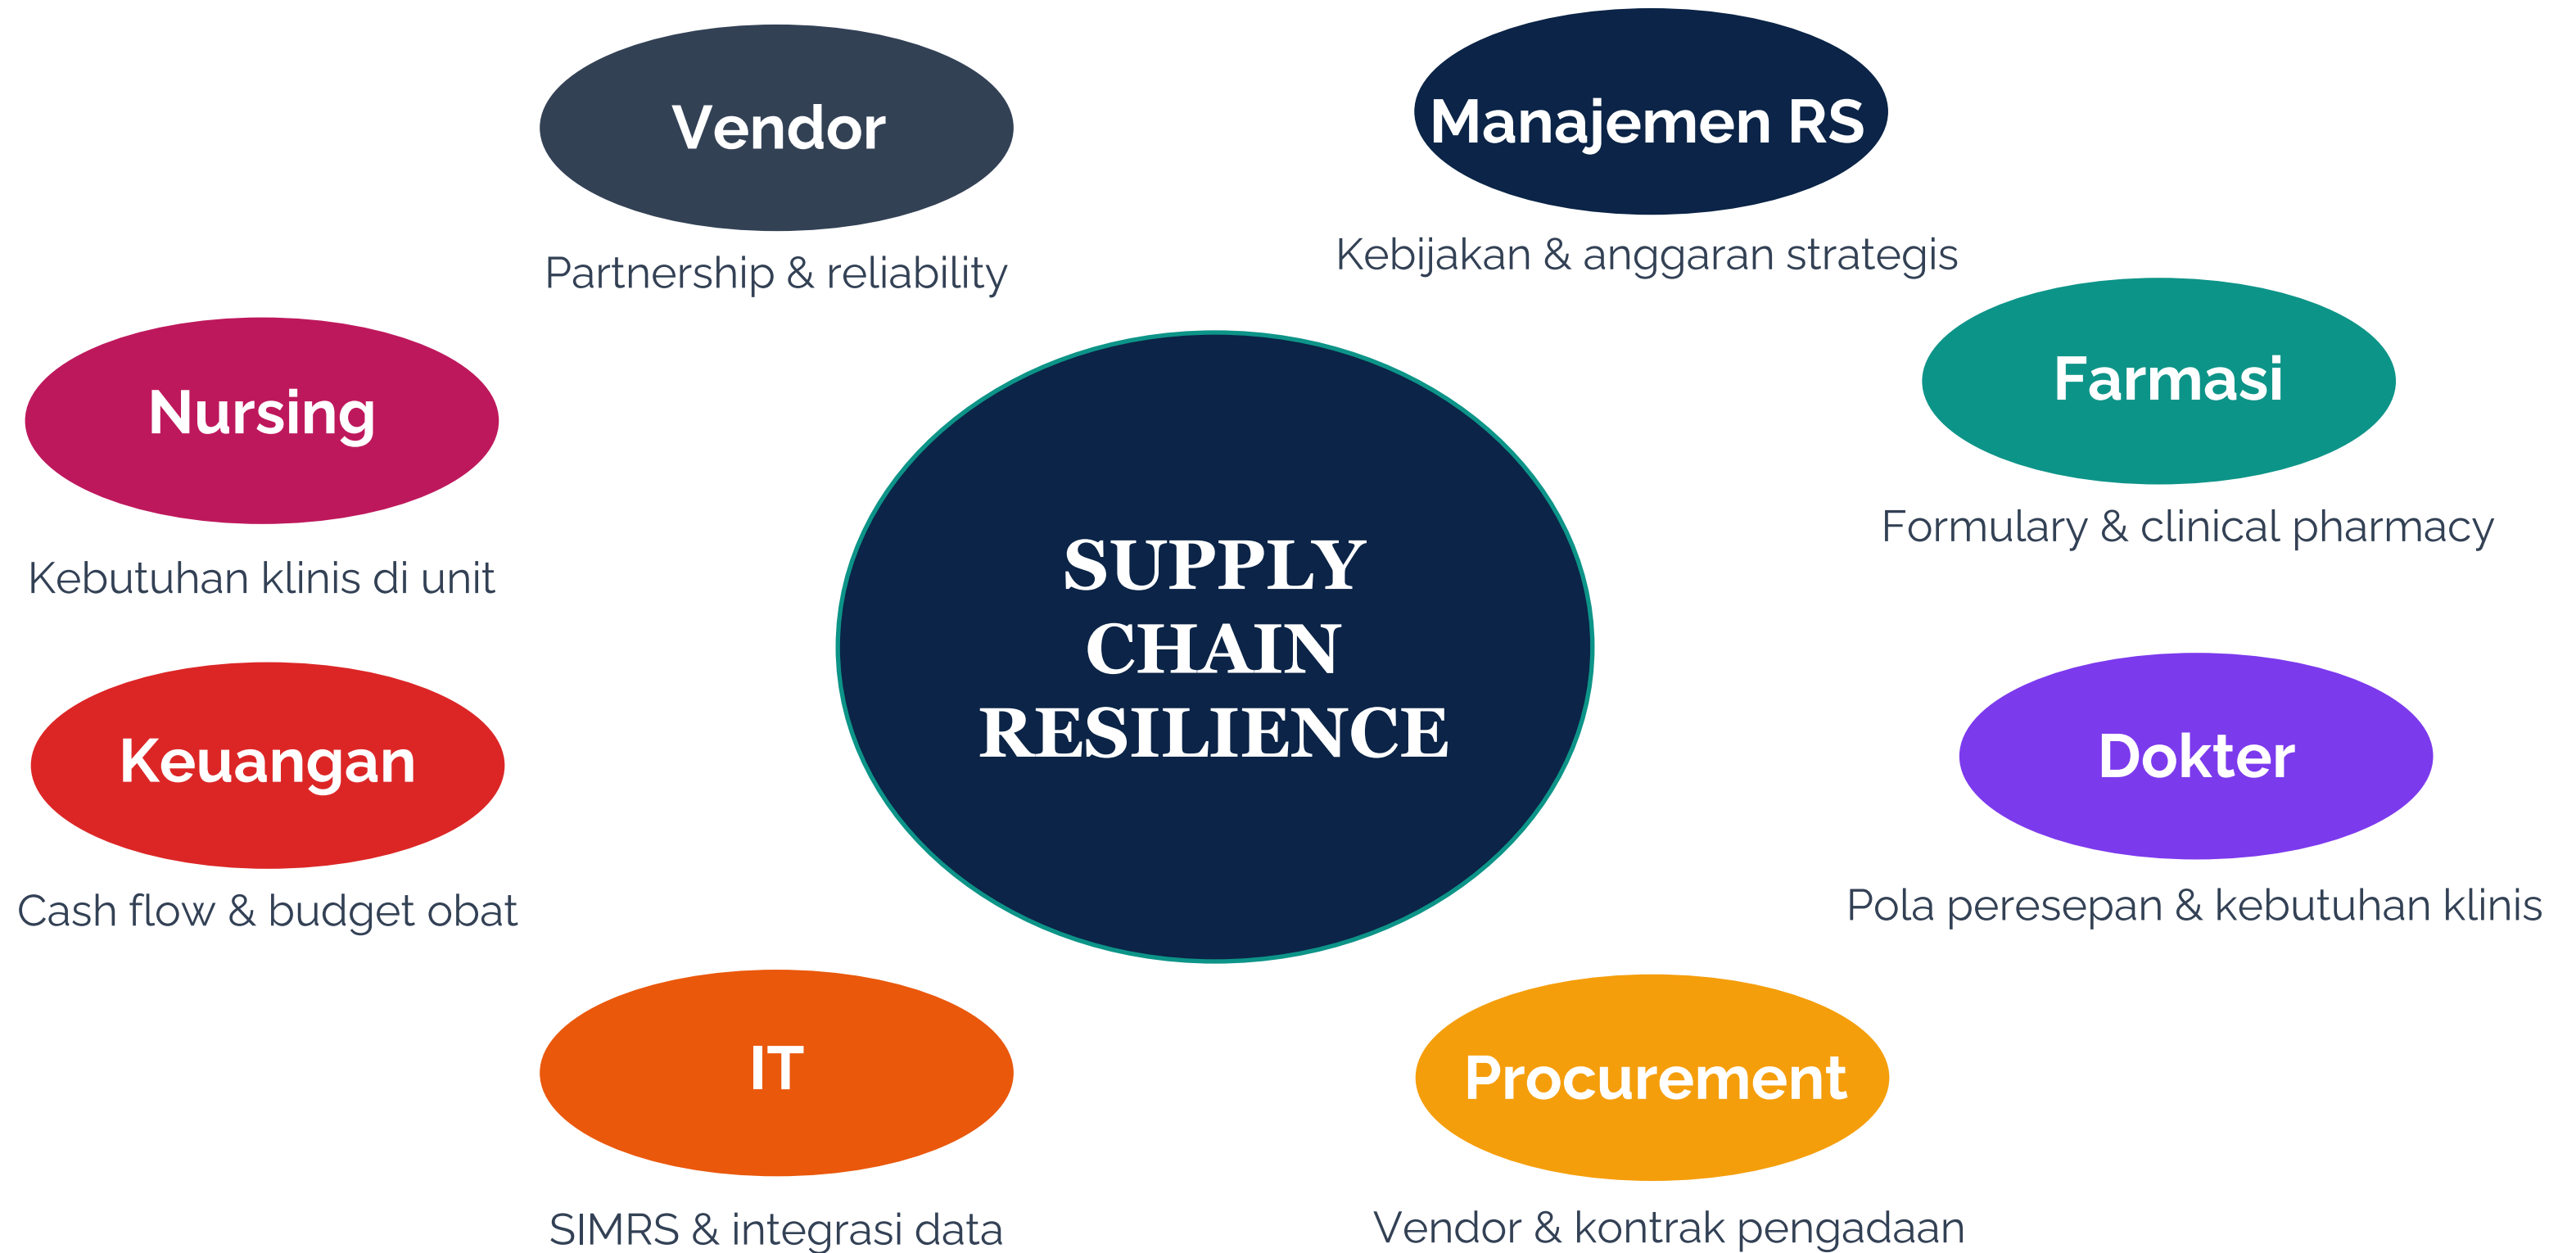 Vendor
Partnership & reliability
Manajemen RS
Kebijakan & anggaran strategis
Nursing
Kebutuhan klinis di unit
Farmasi
Formulary & clinical pharmacy
SUPPLY
CHAIN
RESILIENCE
Keuangan
Cash flow & budget obat
Dokter
Pola peresepan & kebutuhan klinis
IT
SIMRS & integrasi data
Procurement
Vendor & kontrak pengadaan